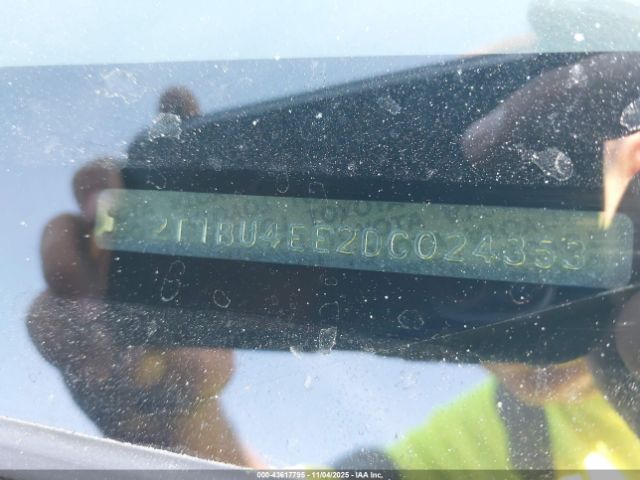 2T1BU4EE2DC024353
000-43617795 - 11/04/2025 - IAA Inc.